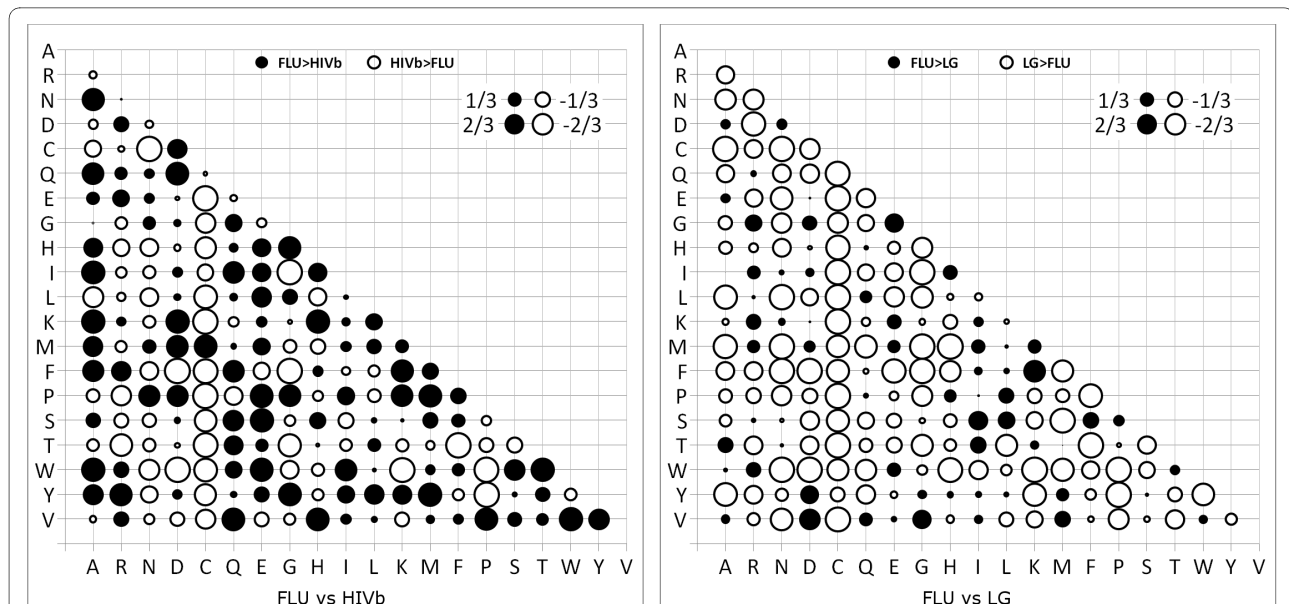 A
FLU>HIVb HIVb>FLU
R
N 1/3 -1/3
D 2/3 -2/3
C
Q
E
G
H
I
L
K
M
F
P
S
T
W
Y
V
A R N D C Q E G H I L K M F P S T W Y V
FLU vs HIVb
A
FLU>LG LG>FLU
R
N 1/3 -1/3
D 2/3 -2/3
C
Q
E
G
H
I
L
K
M
F
P
S
T
W
Y
V
A R N D C Q E G H I L K M F P S T W Y V
FLU vs LG